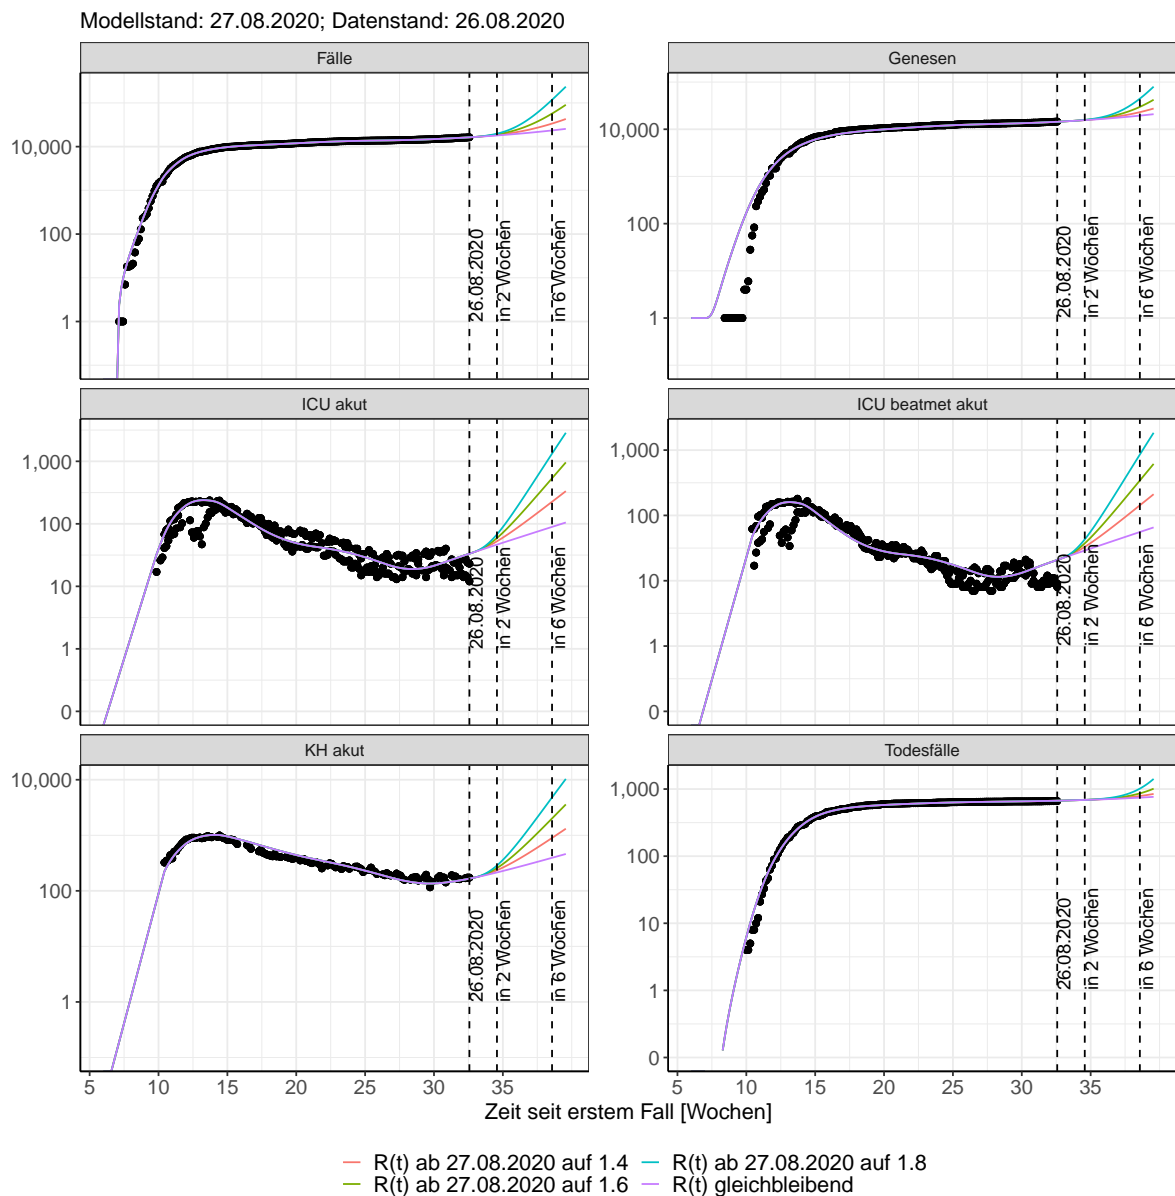 Modellstand: 27.08.2020; Datenstand: 26.08.2020
Fälle
Genesen
10,000
100
1
26.08.2020
in 2 Wochen
in 6 Wochen
10,000
100
1
26.08.2020
in 2 Wochen
in 6 Wochen
ICU akut
ICU beatmet akut
1,000
100
10
1
0
26.08.2020
in 2 Wochen
in 6 Wochen
1,000
100
10
1
0
26.08.2020
in 2 Wochen
in 6 Wochen
KH akut
Todesfälle
10,000
100
1
26.08.2020
in 2 Wochen
in 6 Wochen
1,000
100
10
1
0
26.08.2020
in 2 Wochen
in 6 Wochen
5 10 15 20 25 30 35
5 10 15 20 25 30 35
Zeit seit erstem Fall [Wochen]
R(t) ab 27.08.2020 auf 1.4
R(t) ab 27.08.2020 auf 1.8
R(t) ab 27.08.2020 auf 1.6
R(t) gleichbleibend